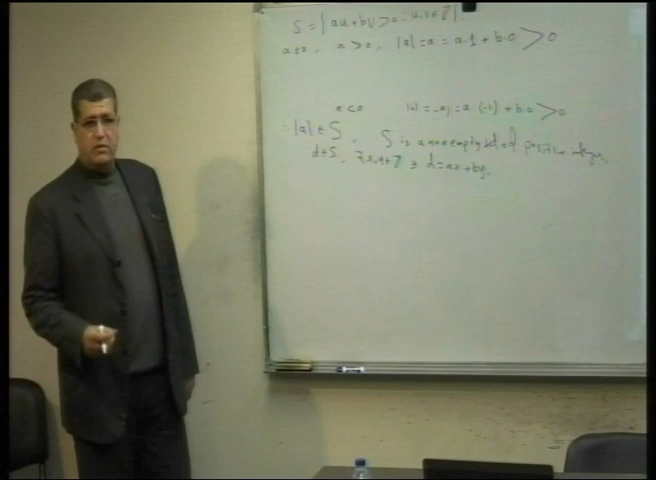 S = { au + bv > 0 : u, v ∈ Z }
a ≠ 0, a > 0, |a| = a = a·1 + b·0 > 0
a < 0 |a| = -a = a·(-1) + b·0 > 0
∴ |a| ∈ S, S is a nonempty set of positive integers.
d ∈ S, ∃ x, y ∈ Z ∋ d = ax + by.